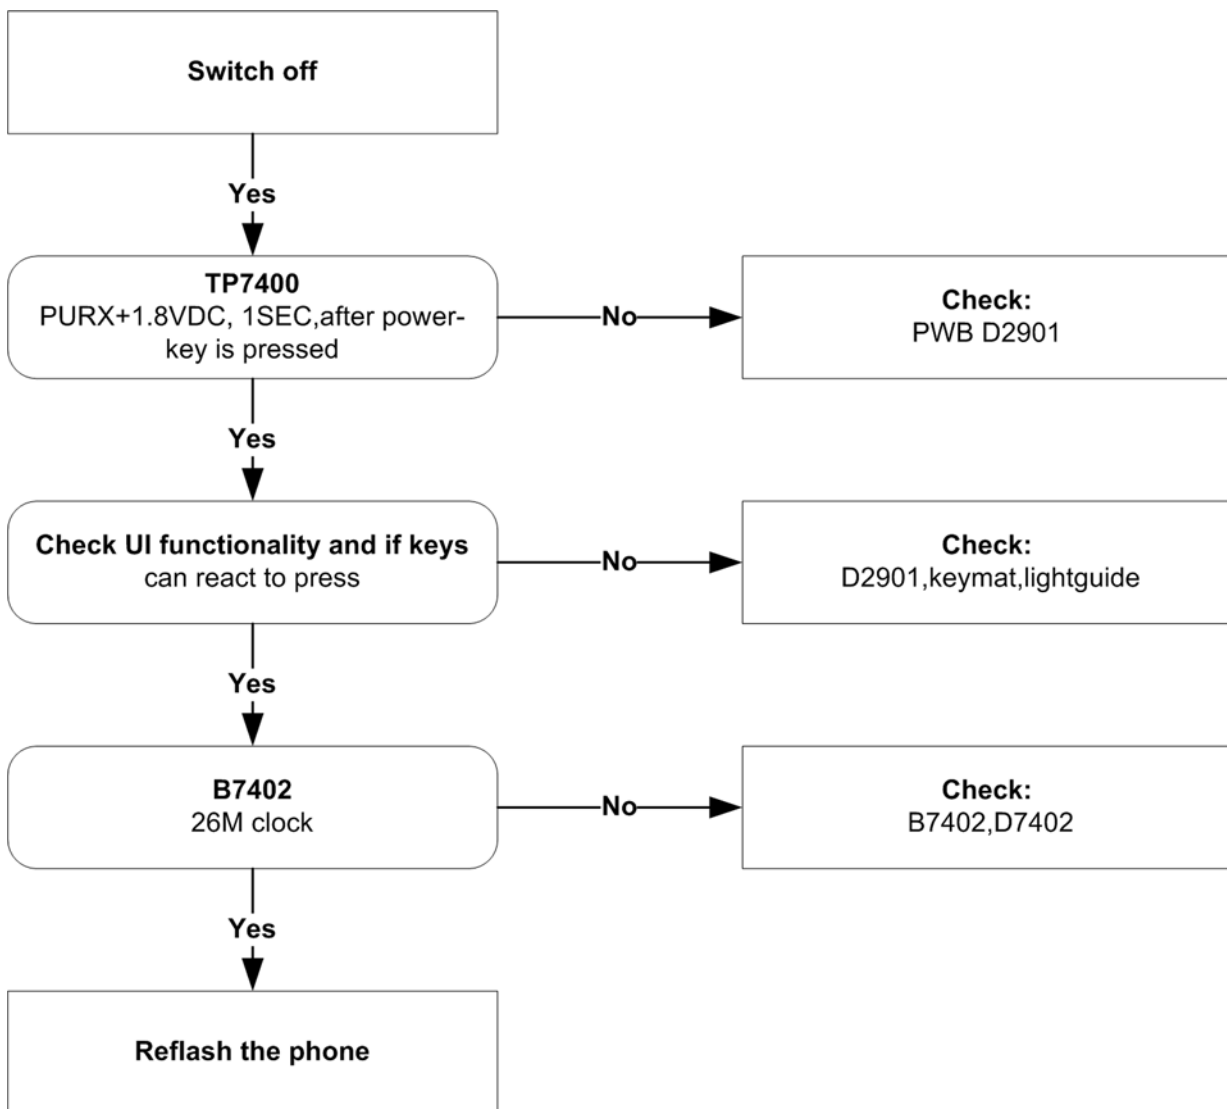 Switch off
Yes
TP7400
PURX+1.8VDC, 1SEC,after power-
key is pressed
No
Check:
PWB D2901
Yes
Check UI functionality and if keys
can react to press
No
Check:
D2901,keymat,lightguide
Yes
B7402
26M clock
No
Check:
B7402,D7402
Yes
Reflash the phone